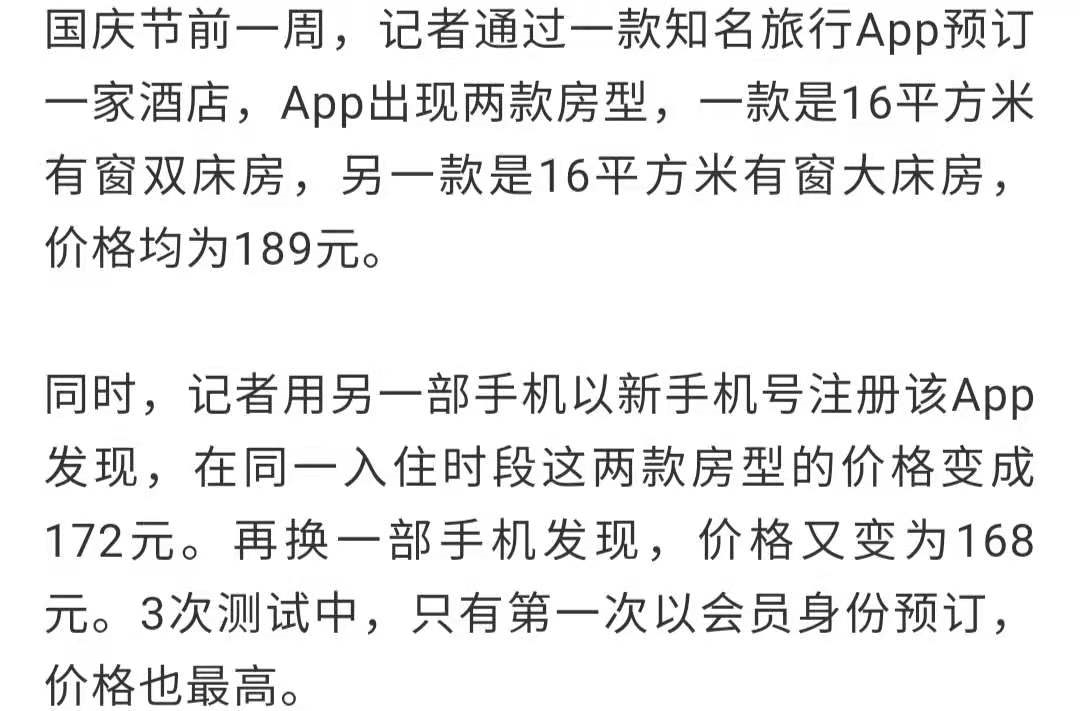 国庆节前一周，记者通过一款知名旅行App预订
一家酒店，App出现两款房型，一款是16平方米
有窗双床房，另一款是16平方米有窗大床房，
价格均为189元。
同时，记者用另一部手机以新手机号注册该App
发现，在同一入住时段这两款房型的价格变成
172元。再换一部手机发现，价格又变为168
元。3次测试中，只有第一次以会员身份预订，
价格也最高。